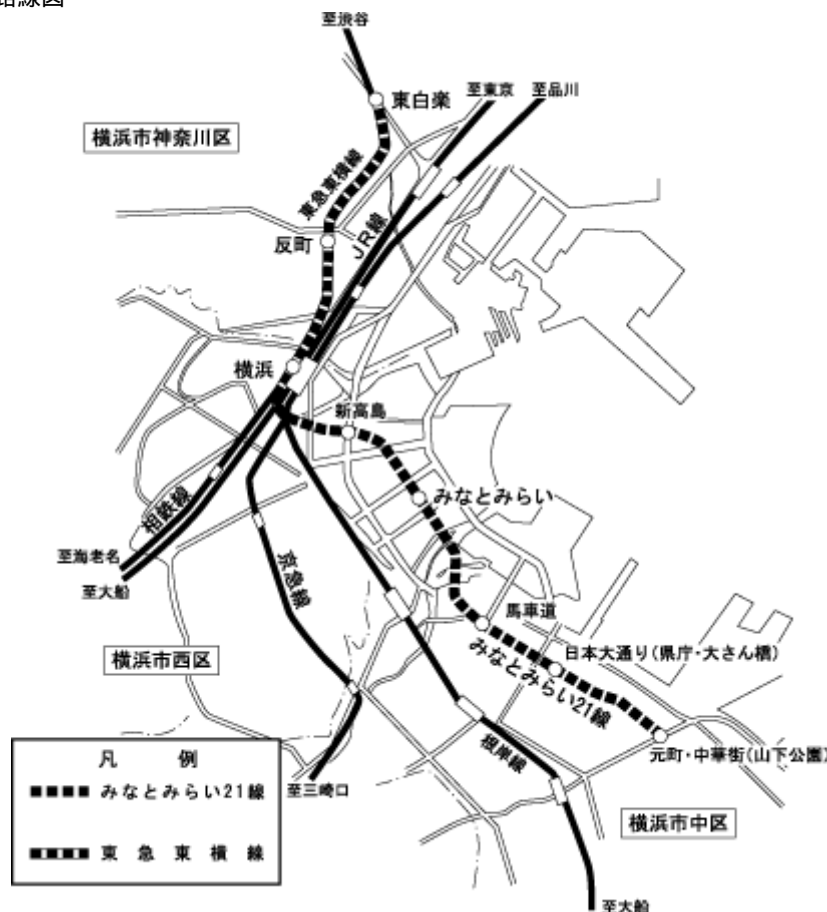 路線図
至渋谷
東白楽
至東京
至品川
横浜市神奈川区
東急東横線
反町
JR線
横浜
新高島
みなとみらい
相鉄線
至海老名
至大船
京急線
馬車道
日本大通り(県庁・大さん橋)
みなとみらい21線
横浜市西区
元町・中華街(山下公園)
根岸線
凡 例
みなとみらい21線
東急東横線
至三崎口
横浜市中区
至大船